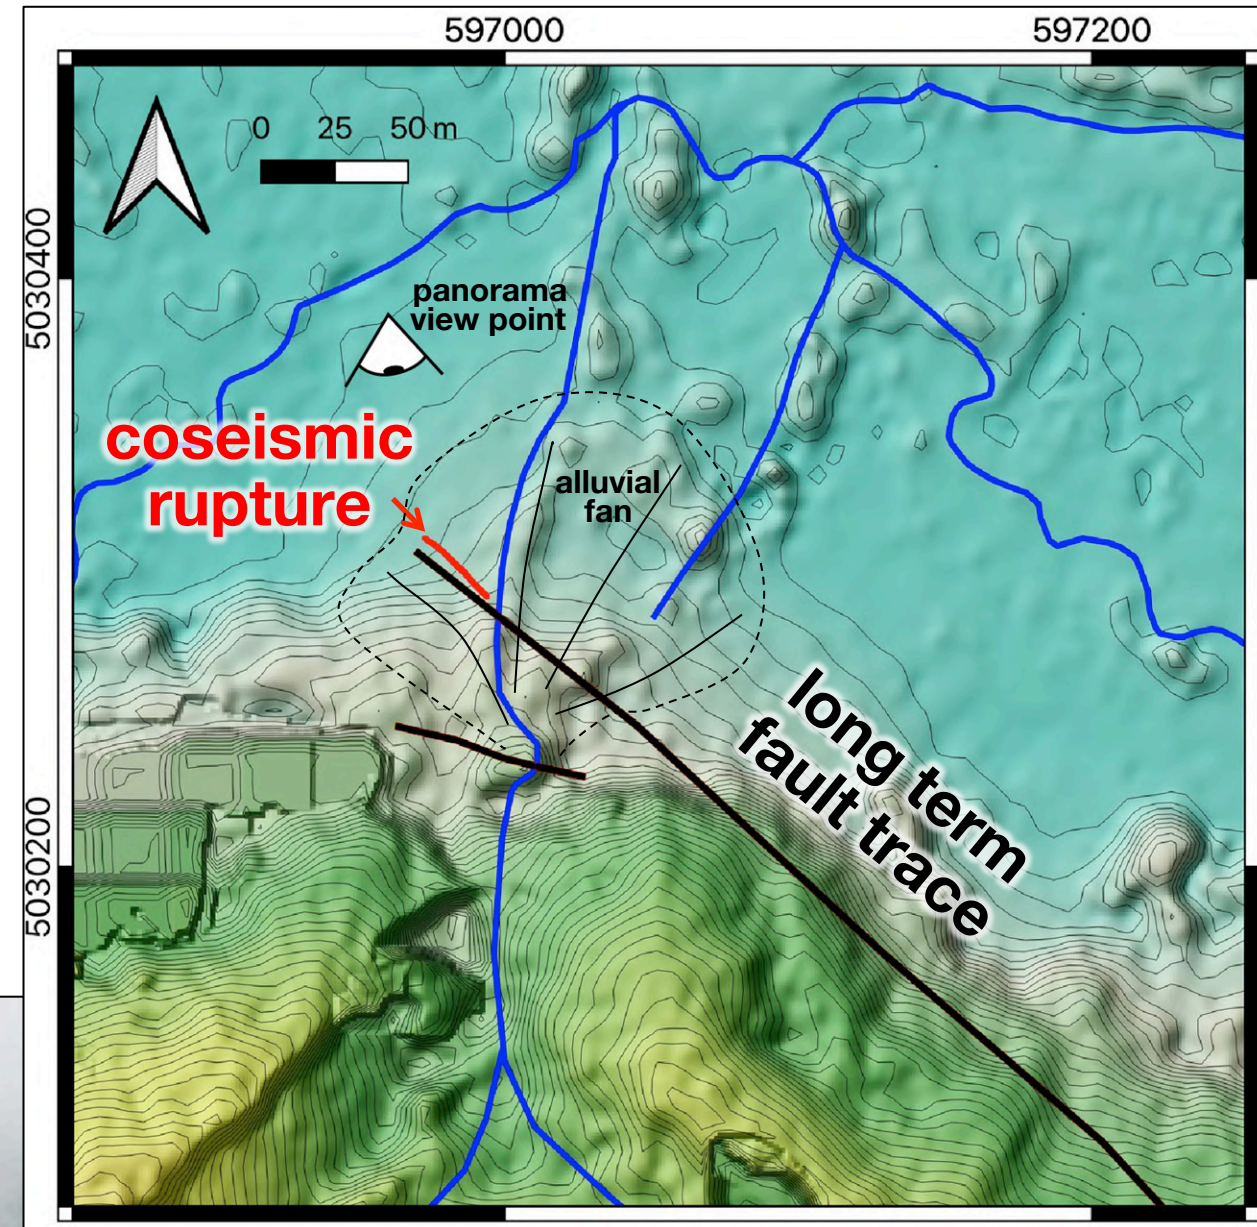 597000
597200
0 25 50 m
5030400
panorama
view point
coseismic
rupture
alluvial
fan
long term
fault trace
5030200